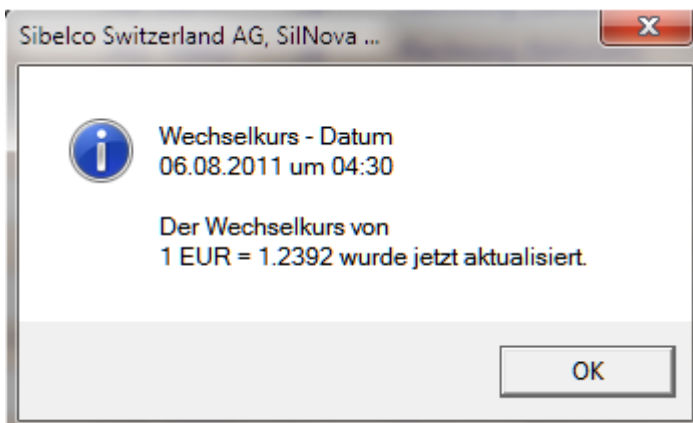 Sibelco Switzerland AG, SilNova ...
Wechselkurs - Datum
06.08.2011 um 04:30
Der Wechselkurs von
1 EUR = 1.2392 wurde jetzt aktualisiert.
OK